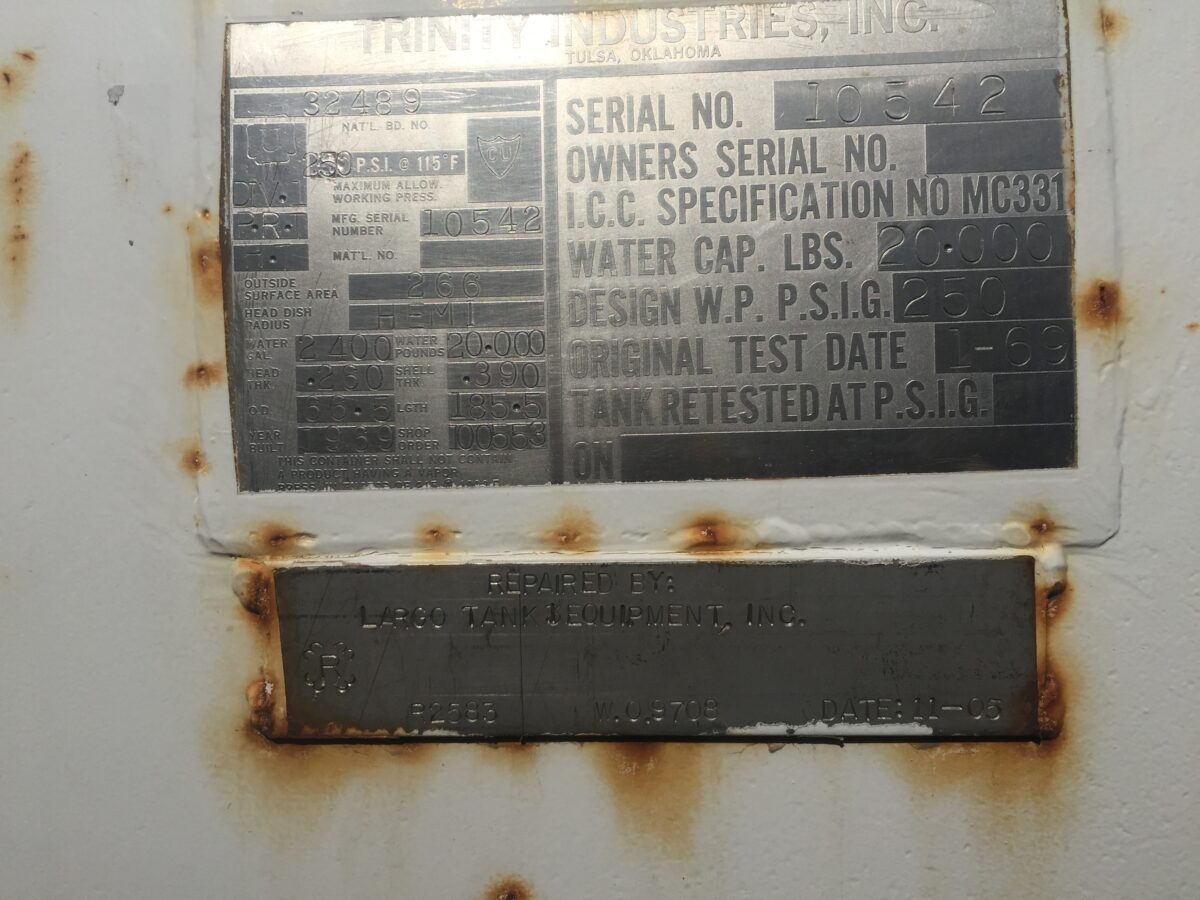 TRINITY INDUSTRIES, INC.
TULSA, OKLAHOMA
32489
NAT'L. BD. NO.
U
250 P.S.I. @ 115°F
CU
DIV.
MAXIMUM ALLOW.
WORKING PRESS.
P.R.T.
MFG. SERIAL
NUMBER 10542
H.T.
MAT'L. NO.
OUTSIDE
SURFACE AREA 266
HEAD DISH
RADIUS HEMI
WATER
GAL. 2400 WATER
POUNDS 20.000
HEAD
THK. .260 SHELL
THK .390
O.D. 66.5 LGTH 185.5
YEAR
BUILT 1969 SHOP
ORDER 100553
THIS CONTAINER SHALL NOT CONTAIN
A PRODUCT HAVING A VAPOR
SERIAL NO. 10542
OWNERS SERIAL NO.
I.C.C. SPECIFICATION NO MC331
WATER CAP. LBS. 20.000
DESIGN W.P. P.S.I.G. 250
ORIGINAL TEST DATE 1-69
TANK RETESTED AT P.S.I.G.
ON
REPAIRED BY:
LARGO TANK & EQUIPMENT, INC.
R
R2583 W.O.9708 DATE: 11-05